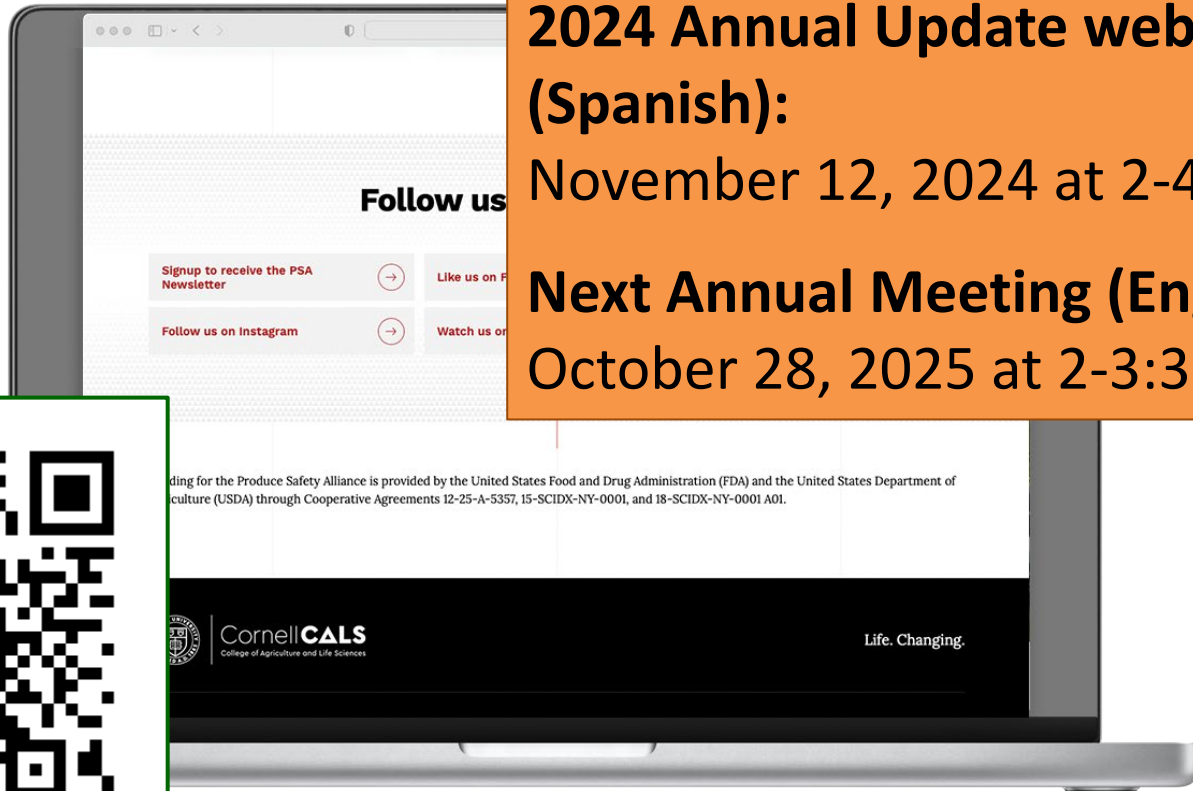 2024 Annual Update web
(Spanish):
November 12, 2024 at 2-4
Next Annual Meeting (En
October 28, 2025 at 2-3:3
Follow us
Signup to receive the PSA
Newsletter
Like us on F
Follow us on Instagram
Watch us on
ding for the Produce Safety Alliance is provided by the United States Food and Drug Administration (FDA) and the United States Department of
iculture (USDA) through Cooperative Agreements 12-25-A-5357, 15-SCIDX-NY-0001, and 18-SCIDX-NY-0001 A01.
CornellCALS
College of Agriculture and Life Sciences
Life. Changing.